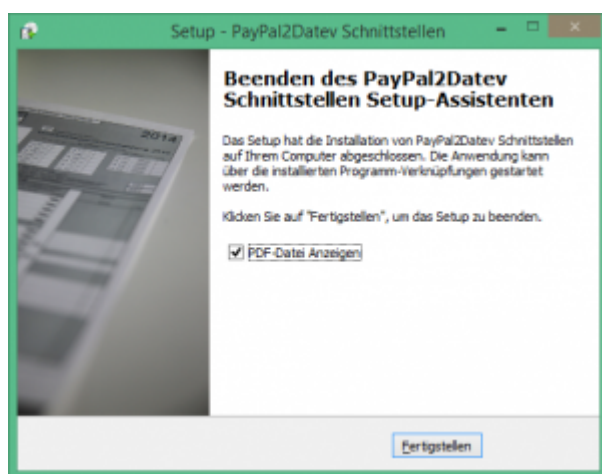 Setup - PayPal2Datev Schnittstellen
2014
Beenden des PayPal2Datev
Schnittstellen Setup-Assistenten
Das Setup hat die Installation von PayPal2Datev Schnittstellen
auf Ihrem Computer abgeschlossen. Die Anwendung kann
über die installierten Programm-Verknüpfungen gestartet
werden.
Klicken Sie auf "Fertigstellen", um das Setup zu beenden.
PDF-Datei Anzeigen
Fertigstellen